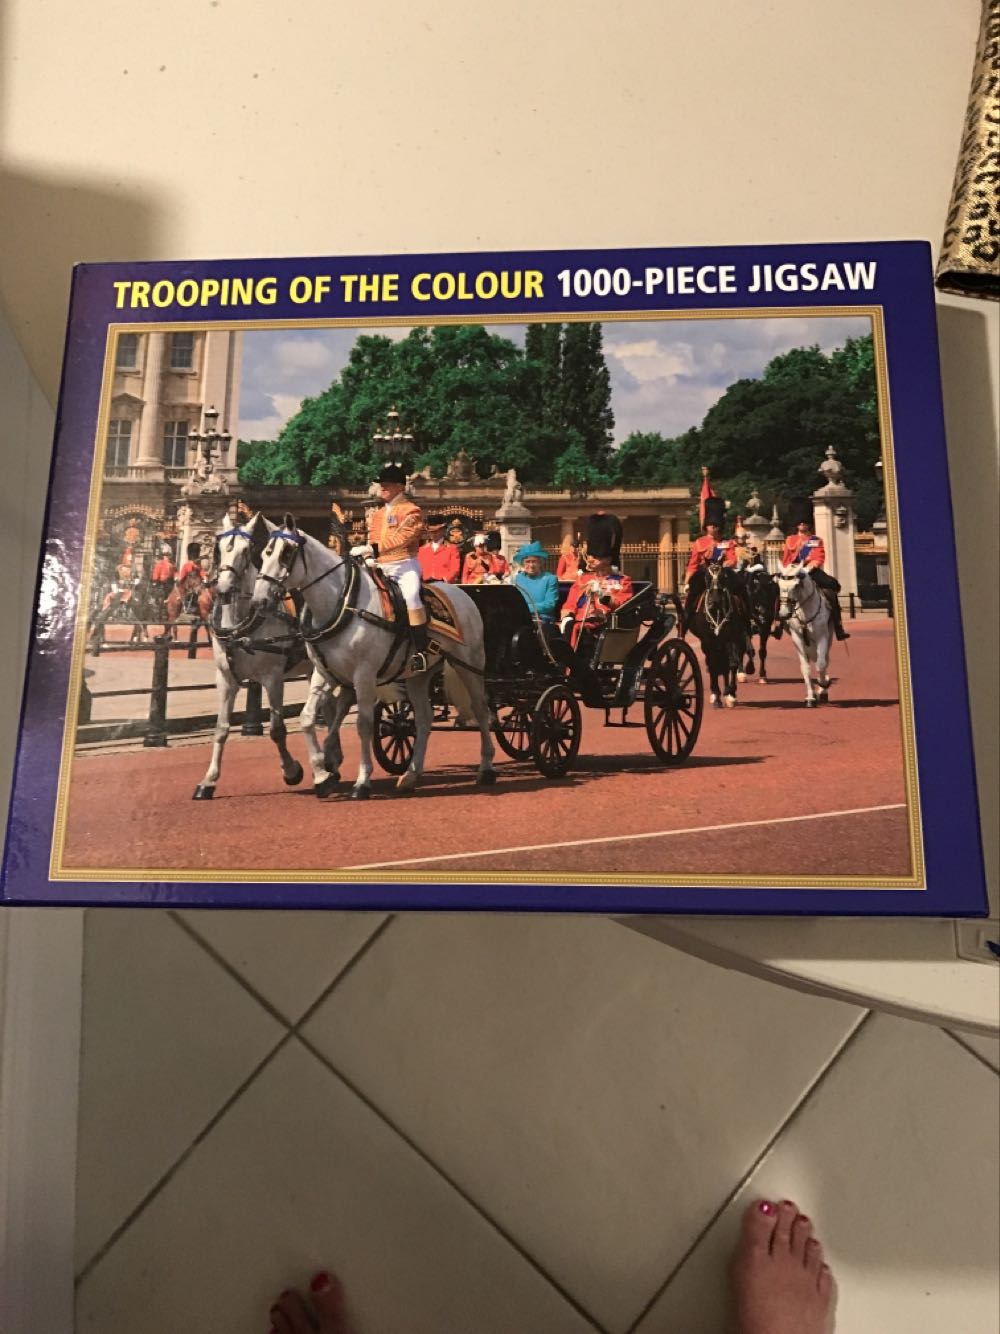 TROOPING OF THE COLOUR 1000-PIECE JIGSAW